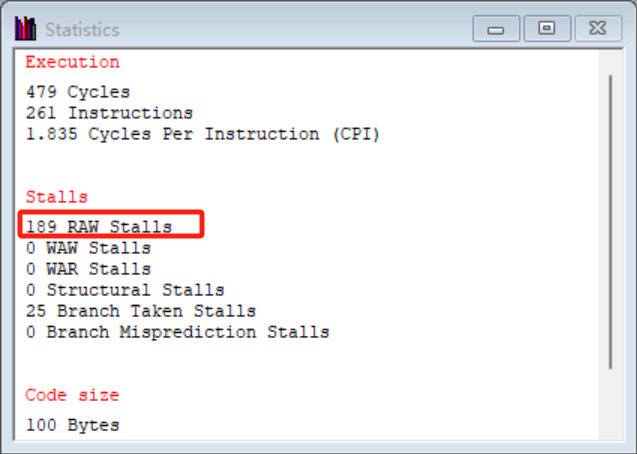 Statistics
Execution
479 Cycles
261 Instructions
1.835 Cycles Per Instruction (CPI)
Stalls
189 RAW Stalls
0 WAW Stalls
0 WAR Stalls
0 Structural Stalls
25 Branch Taken Stalls
0 Branch Misprediction Stalls
Code size
100 Bytes